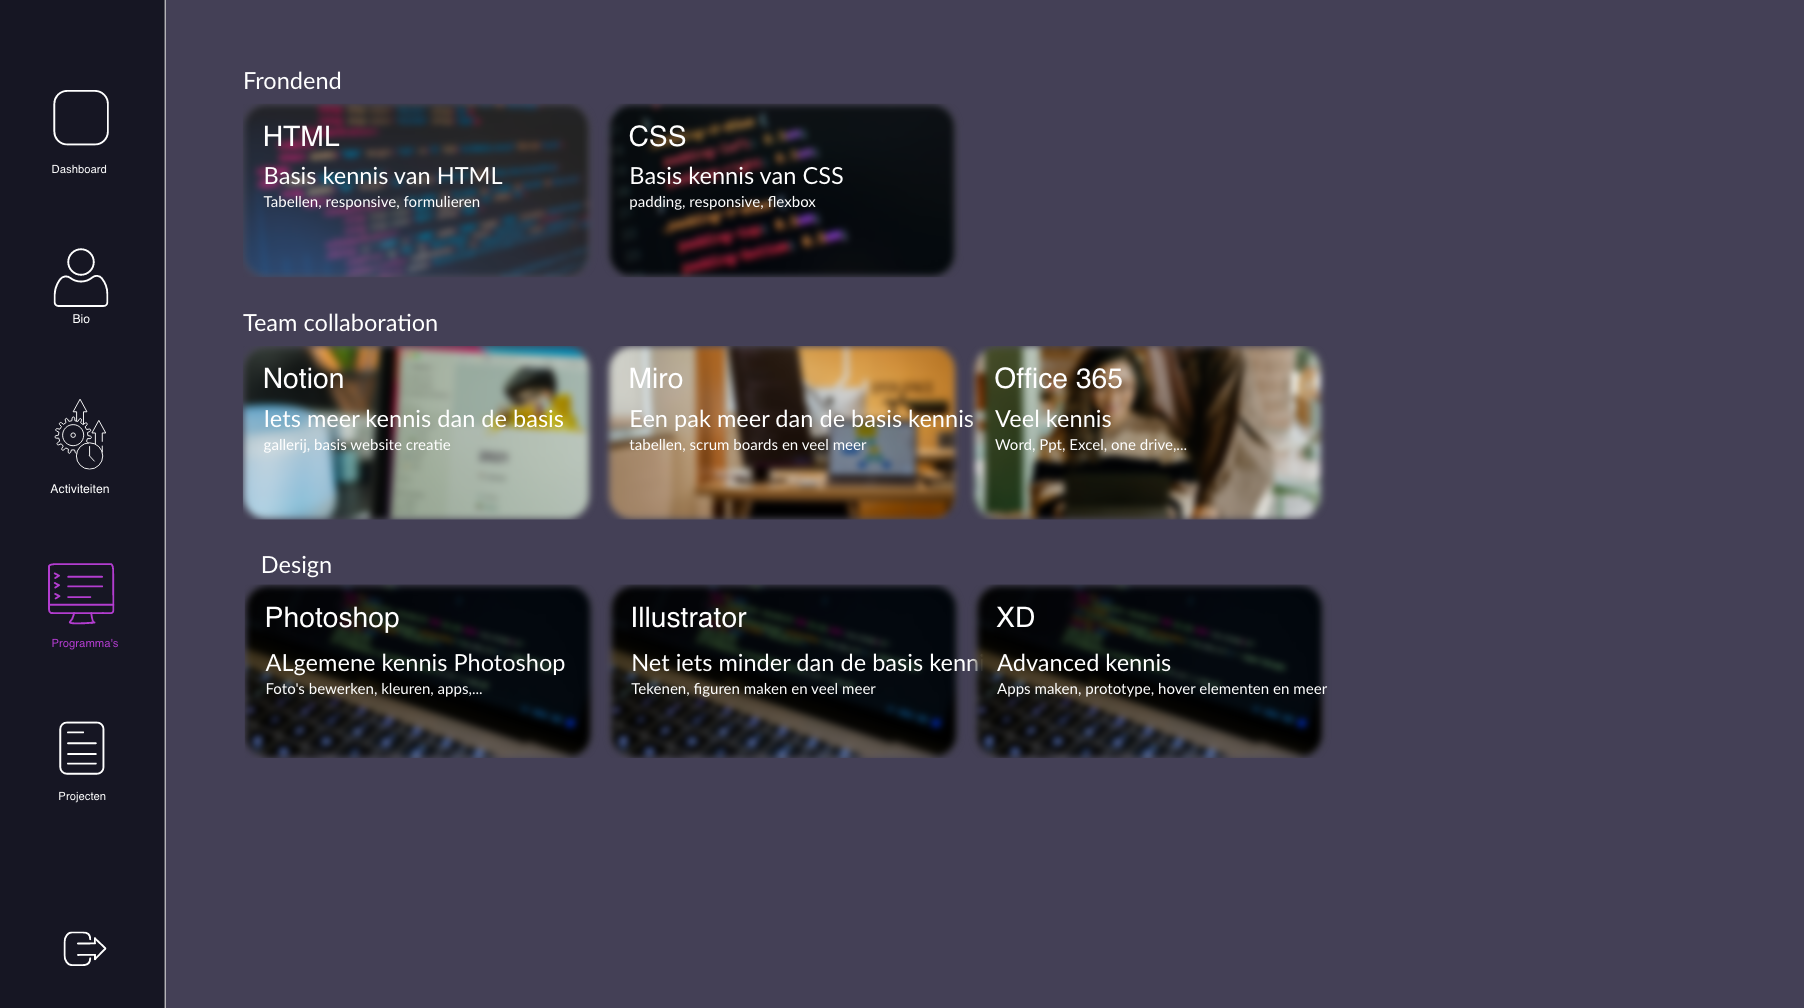 Dashboard
Bio
Activiteiten
Programma's
Projecten
Frondend
HTML
Basis kennis van HTML
Tabellen, responsive, formulieren
CSS
Basis kennis van CSS
padding, responsive, flexbox
Team collaboration
Notion
Iets meer kennis dan de basis
gallerij, basis website creatie
Miro
Een pak meer dan de basis kennis
tabellen, scrum boards en veel meer
Office 365
Veel kennis
Word, Ppt, Excel, one drive,...
Design
Photoshop
ALgemene kennis Photoshop
Foto's bewerken, kleuren, apps,...
Illustrator
Net iets minder dan de basis kenn
Tekenen, figuren maken en veel meer
XD
Advanced kennis
Apps maken, prototype, hover elementen en meer